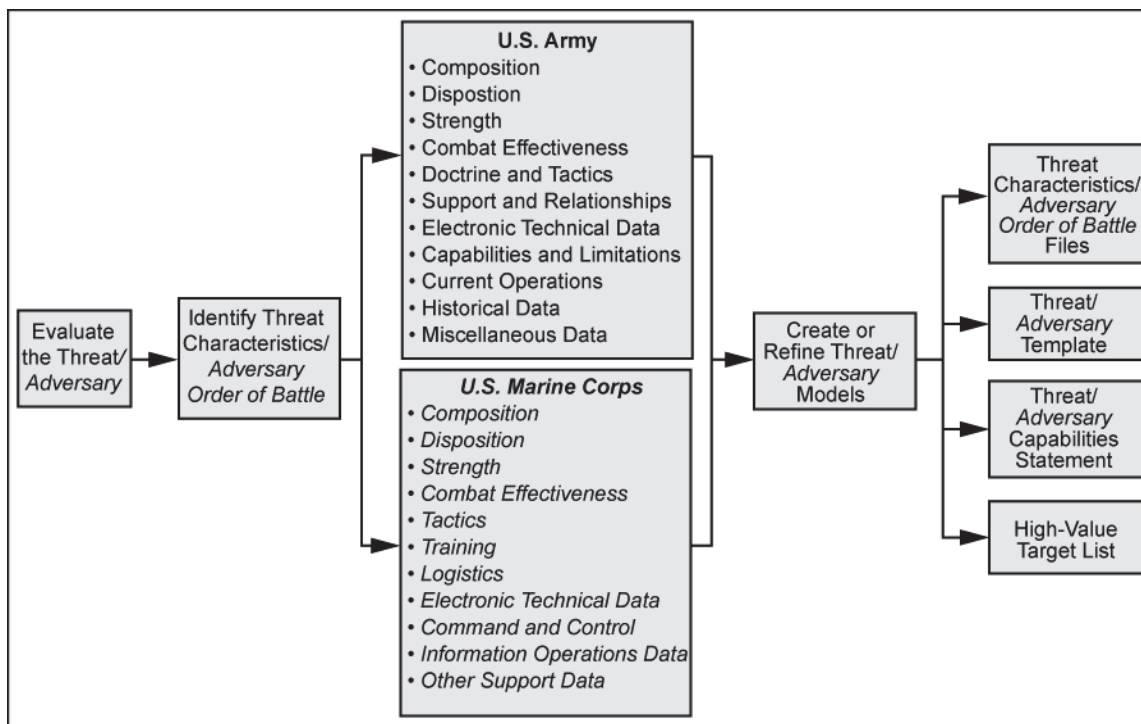 Evaluate
the Threat/
Adversary
Identify Threat
Characteristics/
Adversary
Order of Battle
U.S. Army
• Composition
• Dispostion
• Strength
• Combat Effectiveness
• Doctrine and Tactics
• Support and Relationships
• Electronic Technical Data
• Capabilities and Limitations
• Current Operations
• Historical Data
• Miscellaneous Data
U.S. Marine Corps
• Composition
• Disposition
• Strength
• Combat Effectiveness
• Tactics
• Training
• Logistics
• Electronic Technical Data
• Command and Control
• Information Operations Data
• Other Support Data
Create or
Refine Threat/
Adversary
Models
Threat
Characteristics/
Adversary
Order of Battle
Files
Threat/
Adversary
Template
Threat/
Adversary
Capabilities
Statement
High-Value
Target List